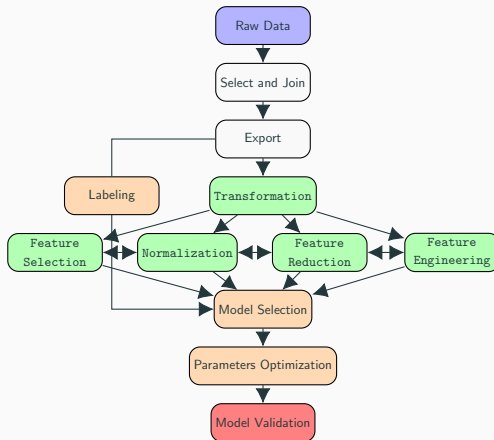 Raw Data
Select and Join
Export
Labeling
Transformation
Feature
Selection
Normalization
Feature
Reduction
Feature
Engineering
Model Selection
Parameters Optimization
Model Validation